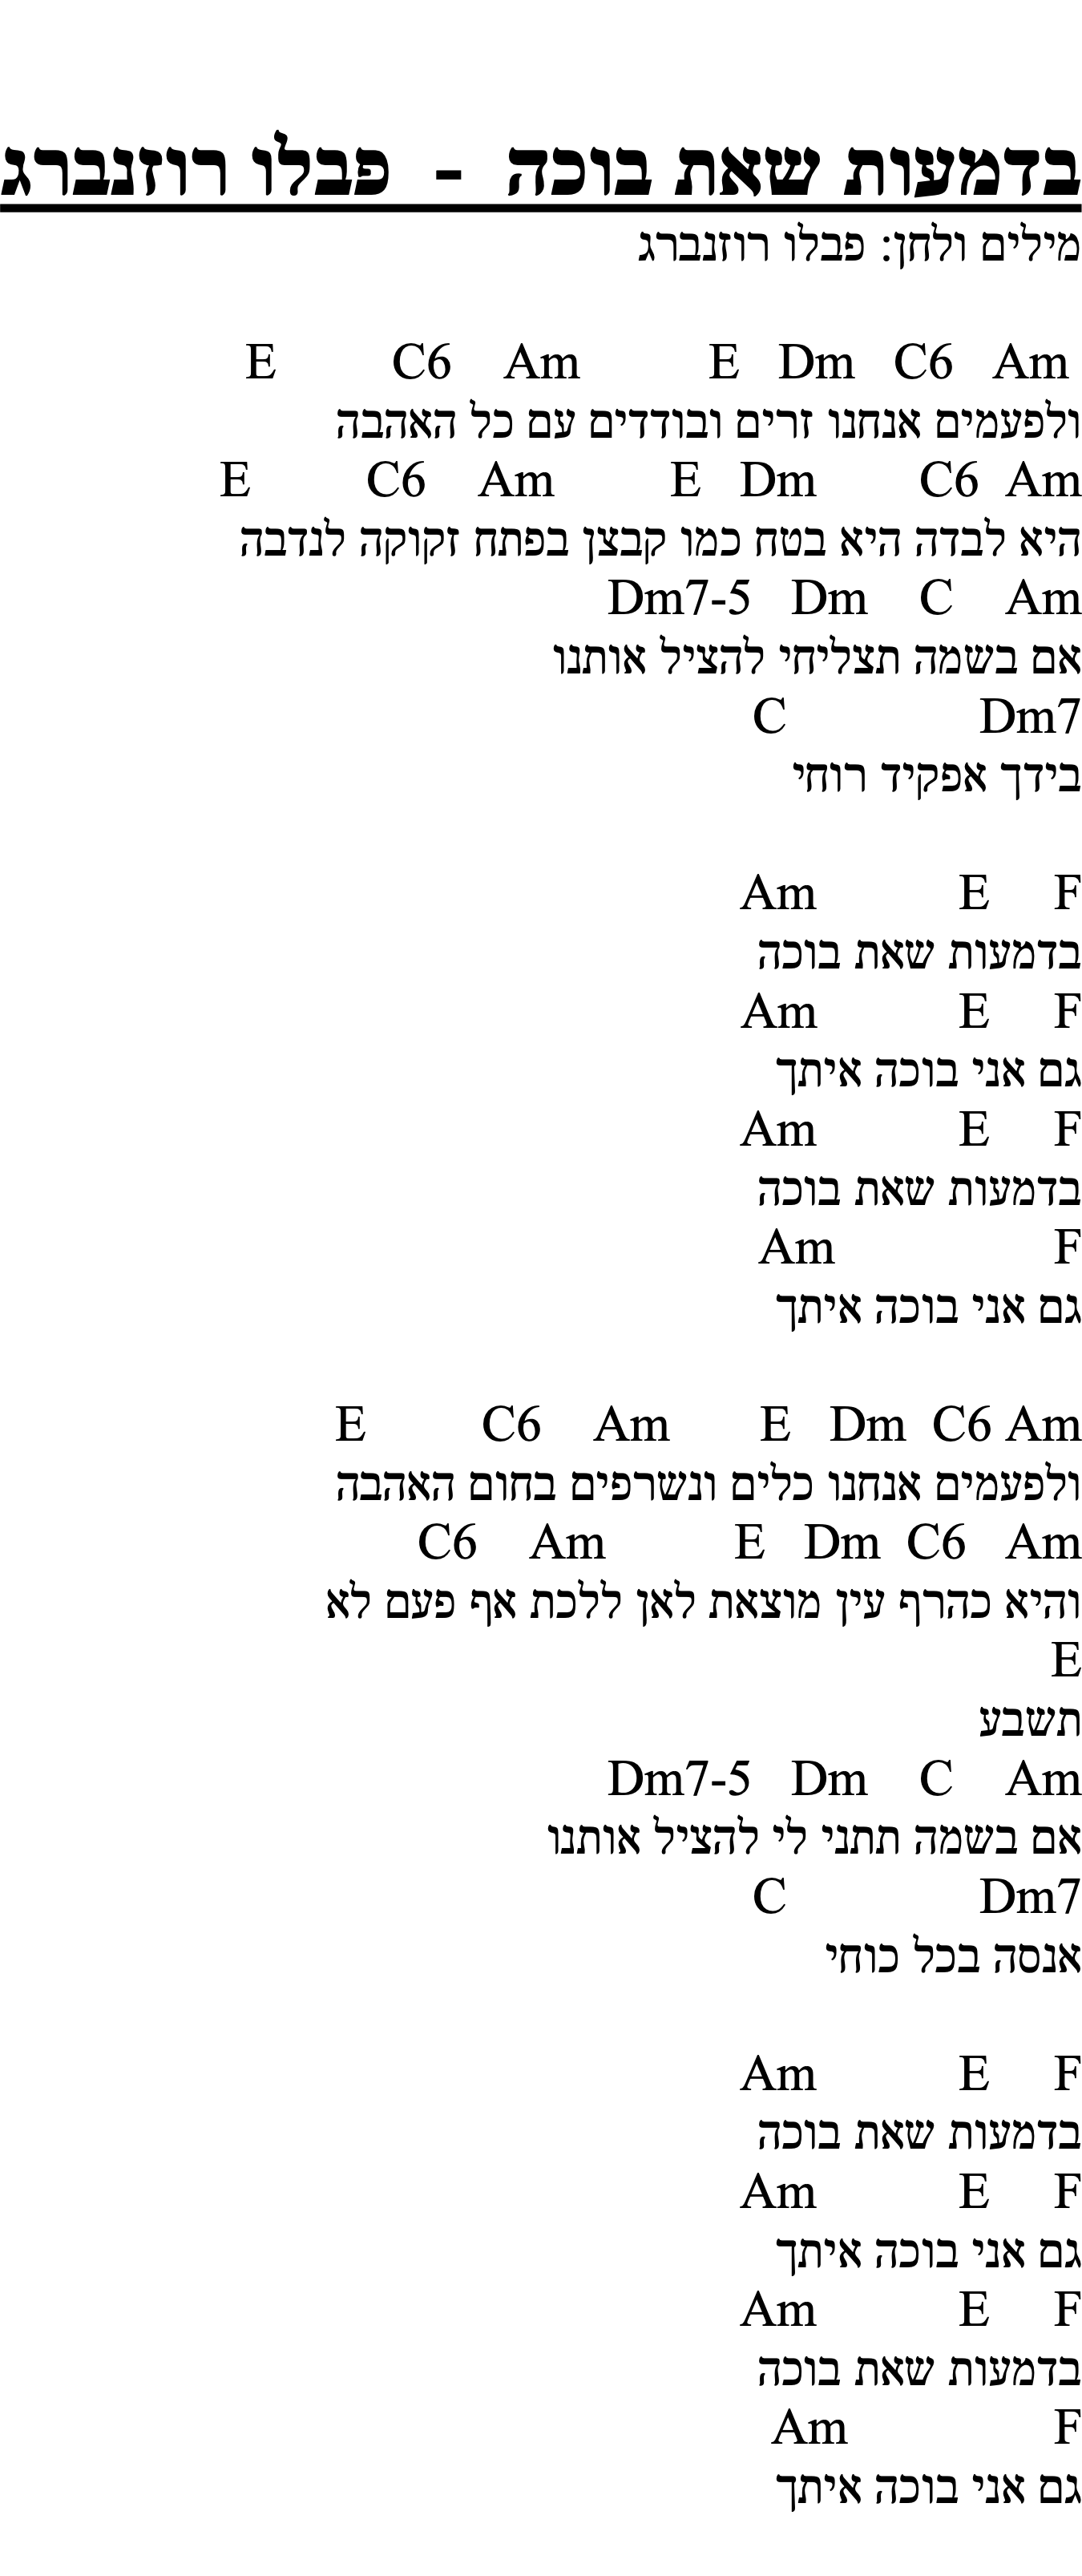 בדמעות שאת בוכה - פבלו רוזנברג
מילים ולחן: פבלו רוזנברג
Am C6 Dm E Am C6 E
ולפעמים אנחנו זרים ובודדים עם כל האהבה
Am C6 Dm E Am C6 E
היא לבדה היא בטח כמו קבצן בפתח זקוקה לנדבה
Am C Dm Dm7-5
אם בשמה תצליחי להציל אותנו
Dm7 C
בידך אפקיד רוחי
F E Am
בדמעות שאת בוכה
F E Am
גם אני בוכה איתך
F E Am
בדמעות שאת בוכה
F Am
גם אני בוכה איתך
Am C6 Dm E Am C6 E
ולפעמים אנחנו כלים ונשרפים בחום האהבה
Am C6 Dm E Am C6
והיא כהרף עין מוצאת לאן ללכת אף פעם לא
E
תשבע
Am C Dm Dm7-5
אם בשמה תתני לי להציל אותנו
Dm7 C
אנסה בכל כוחי
F E Am
בדמעות שאת בוכה
F E Am
גם אני בוכה איתך
F E Am
בדמעות שאת בוכה
F Am
גם אני בוכה איתך